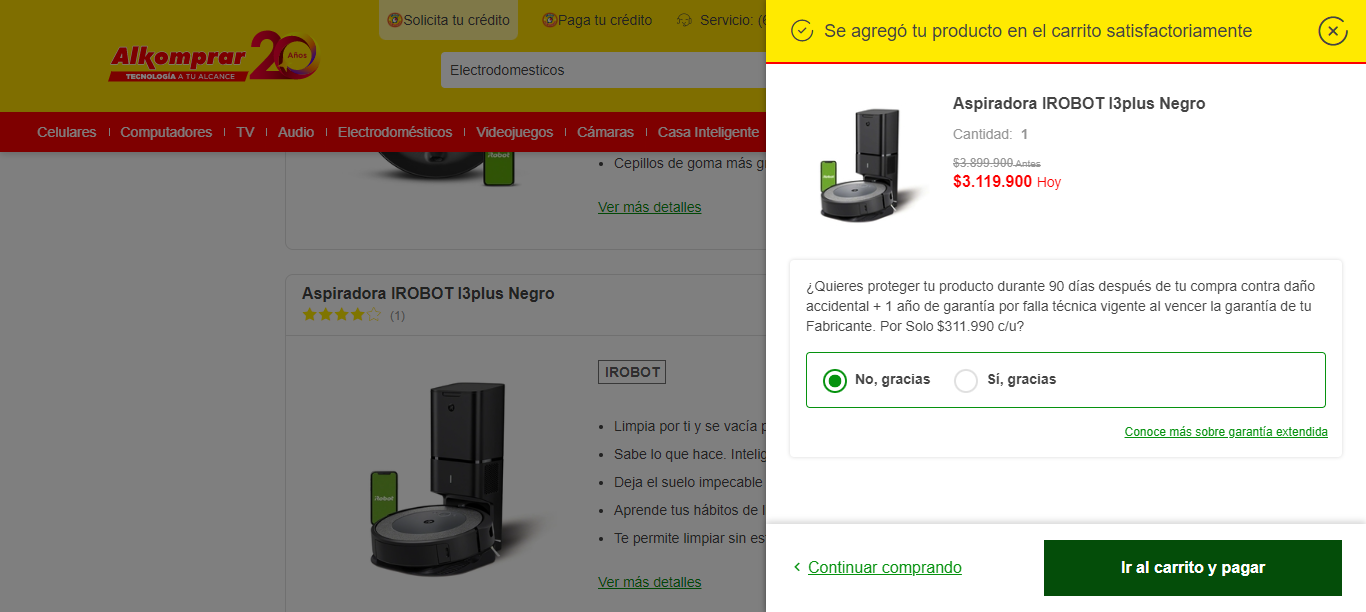 Solicita tu crédito
Paga tu crédito
Servicio: (6
Alkomprar 20 Años
TECNOLOGÍA A TU ALCANCE
Electrodomesticos
Celulares
Computadores
TV
Audio
Electrodomésticos
Videojuegos
Cámaras
Casa Inteligente
iRobot
Cepillos de goma más g
Ver más detalles
Aspiradora IROBOT I3plus Negro
(1)
IROBOT
iRobot
Limpia por ti y se vacía p
Sabe lo que hace. Intelig
Deja el suelo impecable
Aprende tus hábitos de l
Te permite limpiar sin es
Ver más detalles
Se agregó tu producto en el carrito satisfactoriamente
Aspiradora IROBOT I3plus Negro
Cantidad: 1
$3.899.900 Antes
$3.119.900 Hoy
¿Quieres proteger tu producto durante 90 días después de tu compra contra daño
accidental + 1 año de garantía por falla técnica vigente al vencer la garantía de tu
Fabricante. Por Solo $311.990 c/u?
No, gracias
Sí, gracias
Conoce más sobre garantía extendida
Continuar comprando
Ir al carrito y pagar